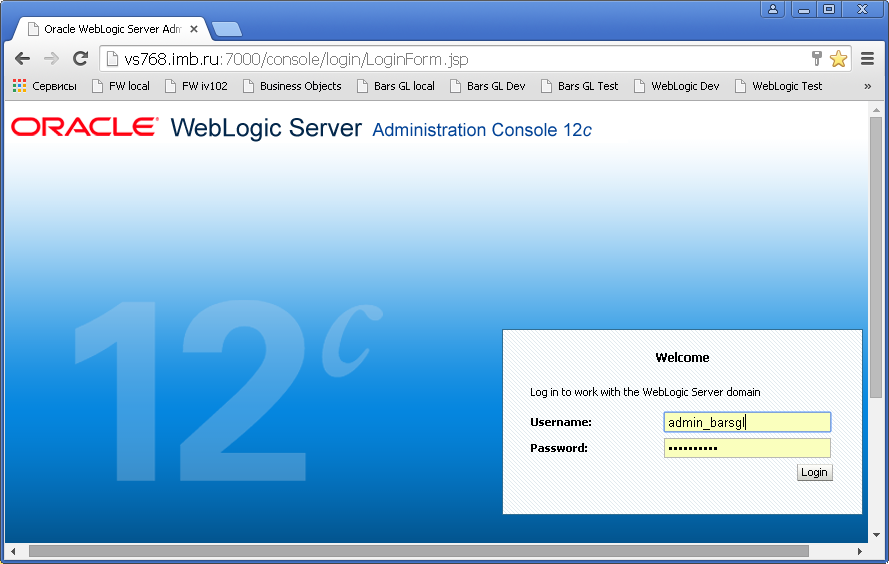 Oracle WebLogic Server Adm
vs768.imb.ru:7000/console/login/LoginForm.jsp
Сервисы FW local FW iv102 Business Objects Bars GL local Bars GL Dev Bars GL Test WebLogic Dev WebLogic Test »
ORACLE® WebLogic Server Administration Console 12c
12c
Welcome
Log in to work with the WebLogic Server domain
Username: admin_barsgl
Password: ••••••••••
Login